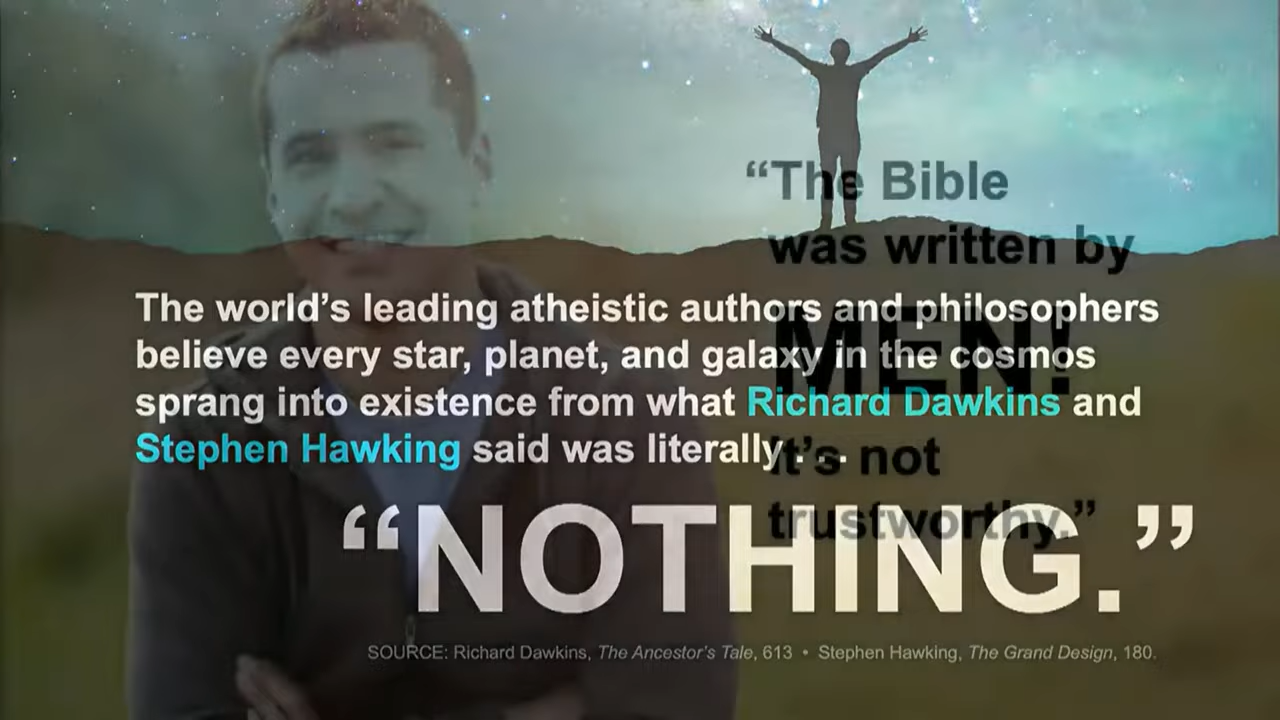 The world’s leading atheistic authors and philosophers
believe every star, planet, and galaxy in the cosmos
sprang into existence from what Richard Dawkins and
Stephen Hawking said was literally . . .
“NOTHING.”
SOURCE: Richard Dawkins, The Ancestor’s Tale, 613 • Stephen Hawking, The Grand Design, 180.
“The Bible
was written by
MEN!
It’s not
trustworthy.”